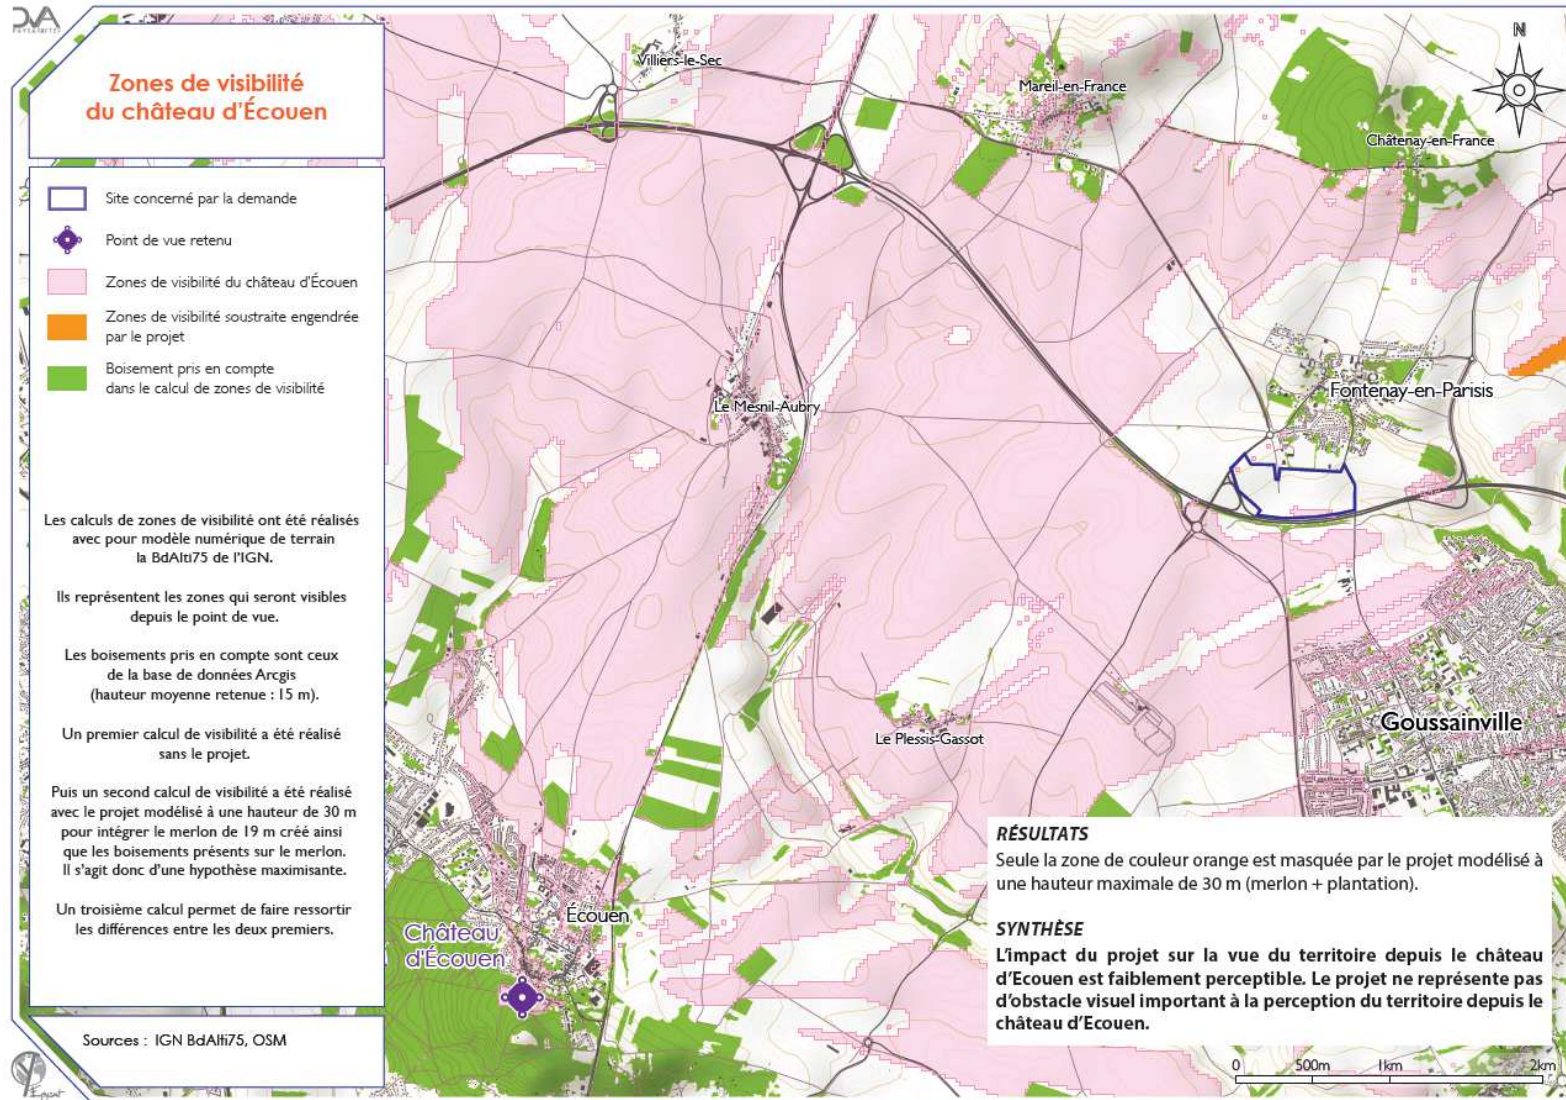 DVA
PAYSAGISTES
Zones de visibilité
du château d'Écouen
Site concerné par la demande
Point de vue retenu
Zones de visibilité du château d'Écouen
Zones de visibilité soustraite engendrée
par le projet
Boisement pris en compte
dans le calcul de zones de visibilité
Les calculs de zones de visibilité ont été réalisés
avec pour modèle numérique de terrain
la BdAlti75 de l'IGN.
Ils représentent les zones qui seront visibles
depuis le point de vue.
Les boisements pris en compte sont ceux
de la base de données Arcgis
(hauteur moyenne retenue : 15 m).
Un premier calcul de visibilité a été réalisé
sans le projet.
Puis un second calcul de visibilité a été réalisé
avec le projet modélisé à une hauteur de 30 m
pour intégrer le merlon de 19 m créé ainsi
que les boisements présents sur le merlon.
Il s'agit donc d'une hypothèse maximisante.
Un troisième calcul permet de faire ressortir
les différences entre les deux premiers.
Sources : IGN BdAlti75, OSM
Villiers-le-Sec
Mareil-en-France
N
Châtenay-en-France
Le Mesnil-Aubry
Fontenay-en-Parisis
Le Plessis-Gassot
Goussainville
Écouen
Château
d'Écouen
RÉSULTATS
Seule la zone de couleur orange est masquée par le projet modélisé à
une hauteur maximale de 30 m (merlon + plantation).
SYNTHÈSE
L'impact du projet sur la vue du territoire depuis le château
d'Ecouen est faiblement perceptible. Le projet ne représente pas
d'obstacle visuel important à la perception du territoire depuis le
château d'Ecouen.
0 500m 1km 2km